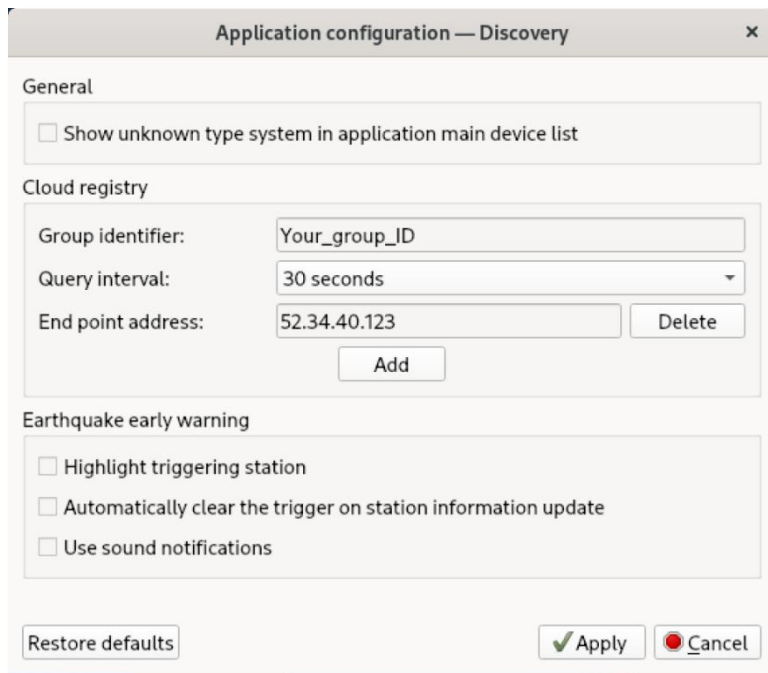 Application configuration — Discovery
General
Show unknown type system in application main device list
Cloud registry
Group identifier: Your_group_ID
Query interval: 30 seconds
End point address: 52.34.40.123 Delete
Add
Earthquake early warning
Highlight triggering station
Automatically clear the trigger on station information update
Use sound notifications
Restore defaults Apply Cancel